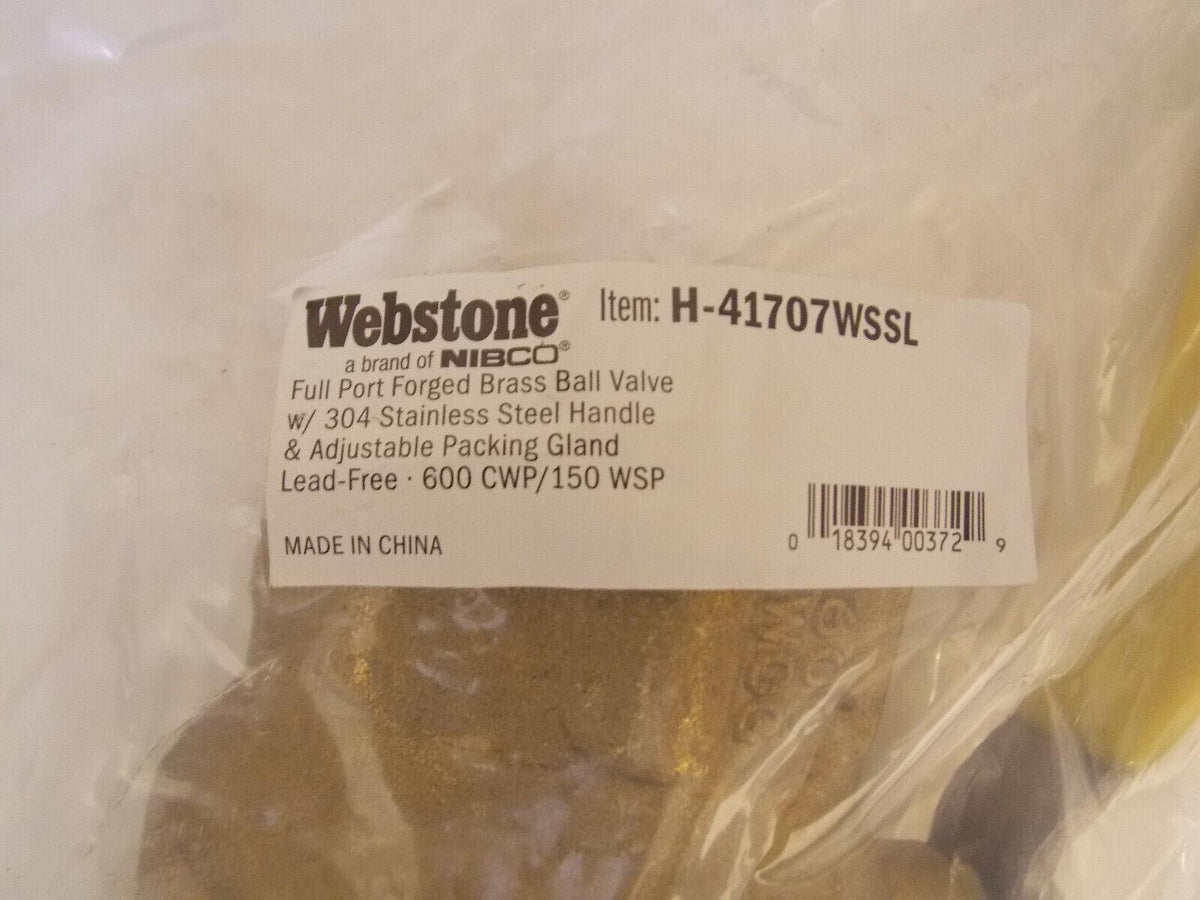 Webstone® Item: H-41707WSSL
a brand of NIBCO®
Full Port Forged Brass Ball Valve
w/ 304 Stainless Steel Handle
& Adjustable Packing Gland
Lead-Free · 600 CWP/150 WSP
MADE IN CHINA
0 18394 00372 9